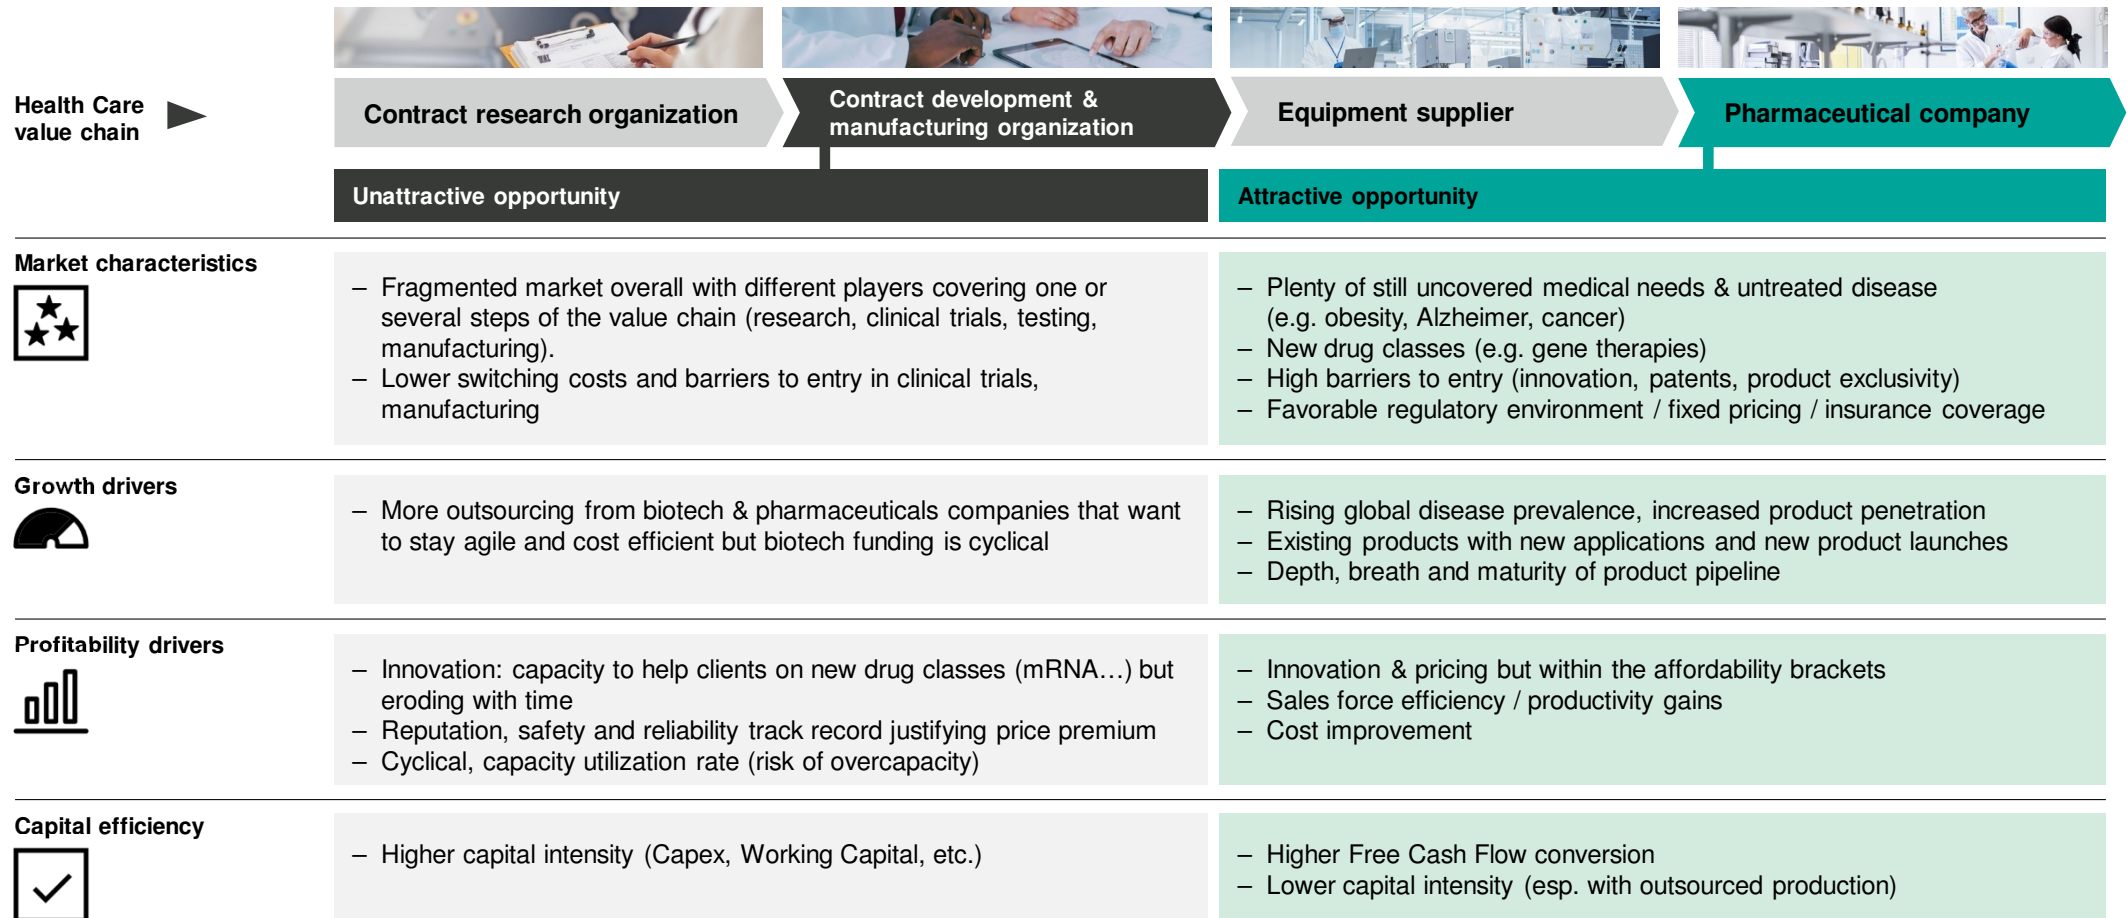 Health Care
value chain
Contract research organization
Contract development &
manufacturing organization
Equipment supplier
Pharmaceutical company
Unattractive opportunity
Attractive opportunity
Market characteristics
– Fragmented market overall with different players covering one or
several steps of the value chain (research, clinical trials, testing,
manufacturing).
– Lower switching costs and barriers to entry in clinical trials,
manufacturing
– Plenty of still uncovered medical needs & untreated disease
(e.g. obesity, Alzheimer, cancer)
– New drug classes (e.g. gene therapies)
– High barriers to entry (innovation, patents, product exclusivity)
– Favorable regulatory environment / fixed pricing / insurance coverage
Growth drivers
– More outsourcing from biotech & pharmaceuticals companies that want
to stay agile and cost efficient but biotech funding is cyclical
– Rising global disease prevalence, increased product penetration
– Existing products with new applications and new product launches
– Depth, breath and maturity of product pipeline
Profitability drivers
– Innovation: capacity to help clients on new drug classes (mRNA…) but
eroding with time
– Reputation, safety and reliability track record justifying price premium
– Cyclical, capacity utilization rate (risk of overcapacity)
– Innovation & pricing but within the affordability brackets
– Sales force efficiency / productivity gains
– Cost improvement
Capital efficiency
– Higher capital intensity (Capex, Working Capital, etc.)
– Higher Free Cash Flow conversion
– Lower capital intensity (esp. with outsourced production)